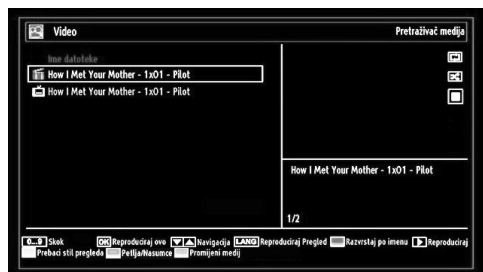 Video
Pretraživač medija
Ime datoteke
How I Met Your Mother - 1x01 - Pilot
How I Met Your Mother - 1x01 - Pilot
How I Met Your Mother - 1x01 - Pilot
1/2
0...9 Skok OK Reproduciraj ovo Navigacija LANG Reproduciraj Pregled Razvrstaj po imenu Reproduciraj
Prebaci stil pregleda Petlja/Nasumce Promijeni medij